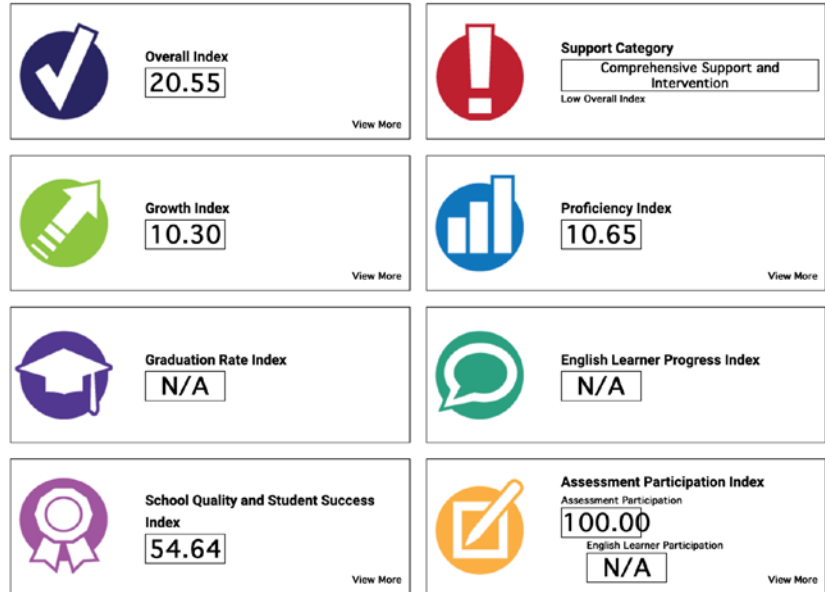 Overall Index
20.55
View More
Support Category
Comprehensive Support and
Intervention
Low Overall Index
Growth Index
10.30
View More
Proficiency Index
10.65
View More
Graduation Rate Index
N/A
English Learner Progress Index
N/A
School Quality and Student Success
Index
54.64
View More
Assessment Participation Index
Assessment Participation
100.00
English Learner Participation
N/A
View More